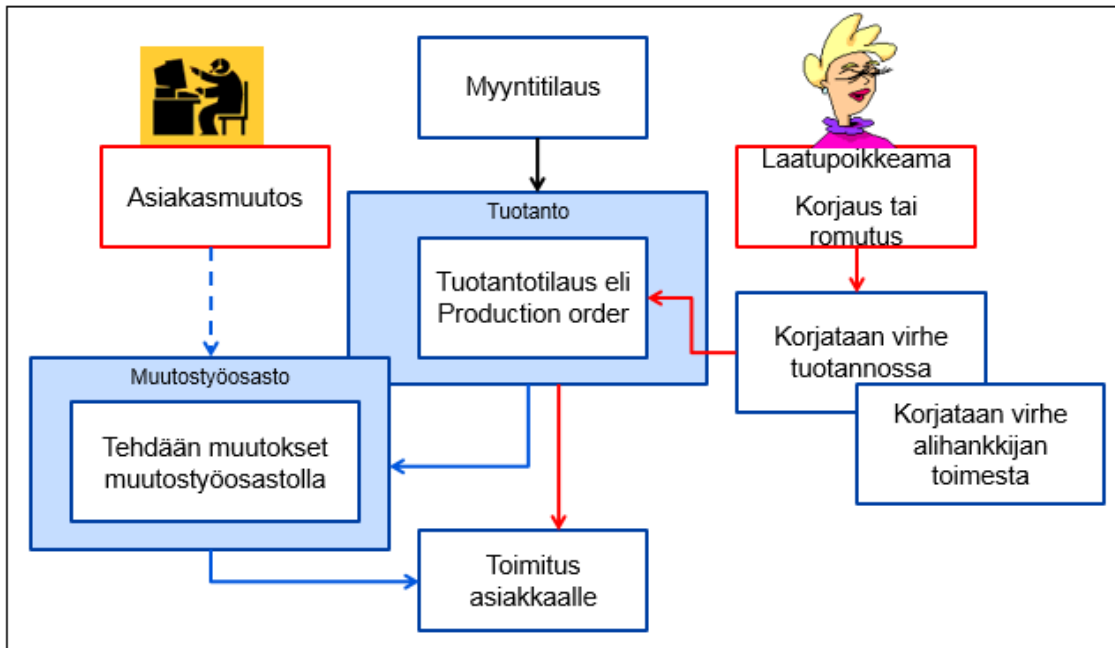 Myyntitilaus
Asiakasmuutos
Laatupoikkeama
Korjaus tai
romutus
Tuotanto
Tuotantotilaus eli
Production order
Korjataan virhe
tuotannossa
Korjataan virhe
alihankkijan
toimesta
Muutostyöosasto
Tehdään muutokset
muutostyöosastolla
Toimitus
asiakkaalle